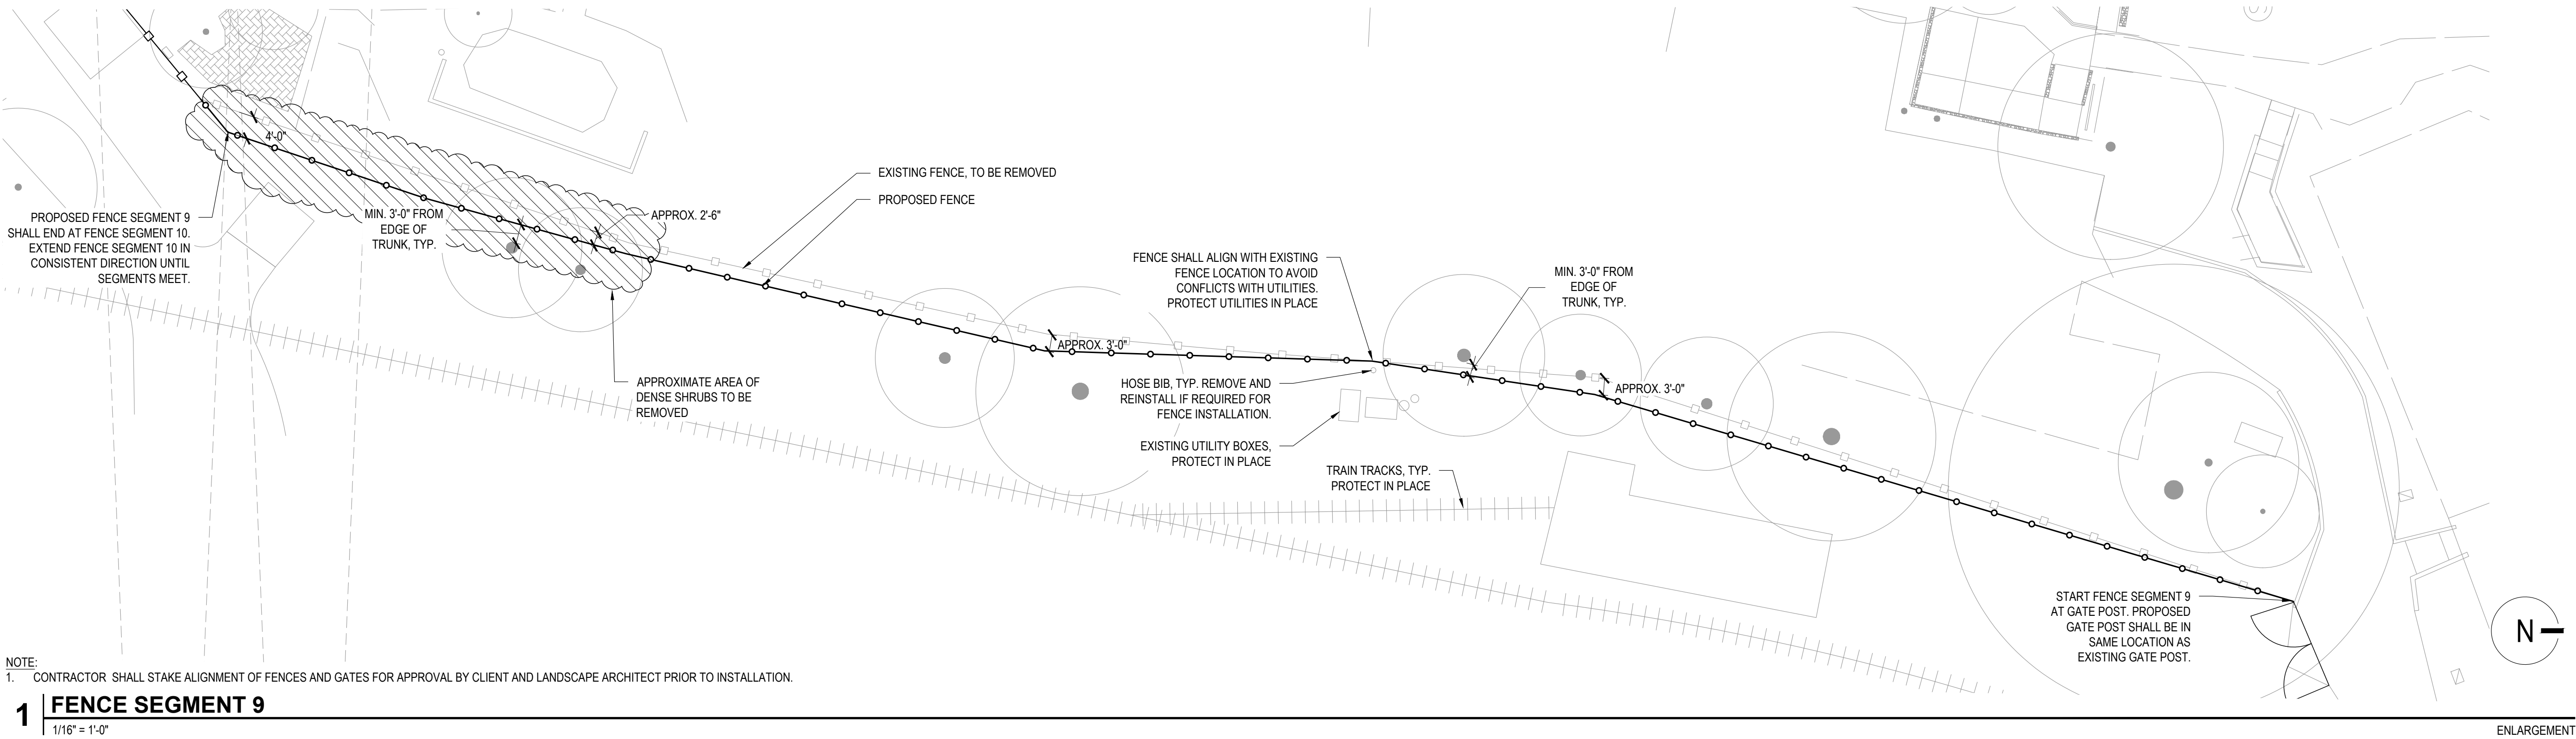 4'-0"
EXISTING FENCE, TO BE REMOVED
PROPOSED FENCE
PROPOSED FENCE SEGMENT 9
SHALL END AT FENCE SEGMENT 10.
EXTEND FENCE SEGMENT 10 IN
CONSISTENT DIRECTION UNTIL
SEGMENTS MEET.
MIN. 3'-0" FROM
EDGE OF
TRUNK, TYP.
APPROX. 2'-6"
FENCE SHALL ALIGN WITH EXISTING
FENCE LOCATION TO AVOID
CONFLICTS WITH UTILITIES.
PROTECT UTILITIES IN PLACE
MIN. 3'-0" FROM
EDGE OF
TRUNK, TYP.
APPROX. 3'-0"
APPROXIMATE AREA OF
DENSE SHRUBS TO BE
REMOVED
HOSE BIB, TYP. REMOVE AND
REINSTALL IF REQUIRED FOR
FENCE INSTALLATION.
APPROX. 3'-0"
EXISTING UTILITY BOXES,
PROTECT IN PLACE
TRAIN TRACKS, TYP.
PROTECT IN PLACE
START FENCE SEGMENT 9
AT GATE POST. PROPOSED
GATE POST SHALL BE IN
SAME LOCATION AS
EXISTING GATE POST.
N
NOTE:
1. CONTRACTOR SHALL STAKE ALIGNMENT OF FENCES AND GATES FOR APPROVAL BY CLIENT AND LANDSCAPE ARCHITECT PRIOR TO INSTALLATION.
1 FENCE SEGMENT 9
1/16" = 1'-0"
ENLARGEMENT